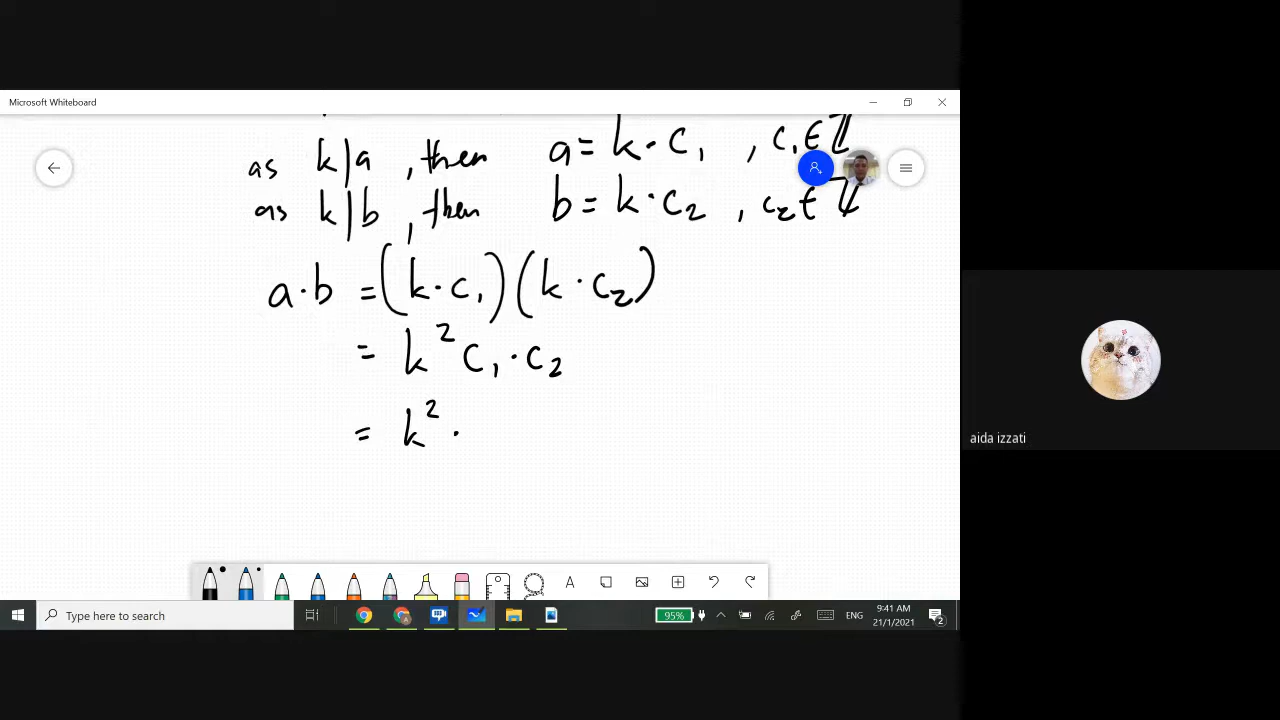 Microsoft Whiteboard
as k|a , then a = k · c₁ , c₁ ∈ ℤ
as k|b , then b = k · c₂ , c₂ ∈ ℤ
a · b = (k · c₁)(k · c₂)
= k² c₁ · c₂
= k² ·
aida izzati
A
Type here to search
95%
ENG
9:41 AM
21/1/2021
2